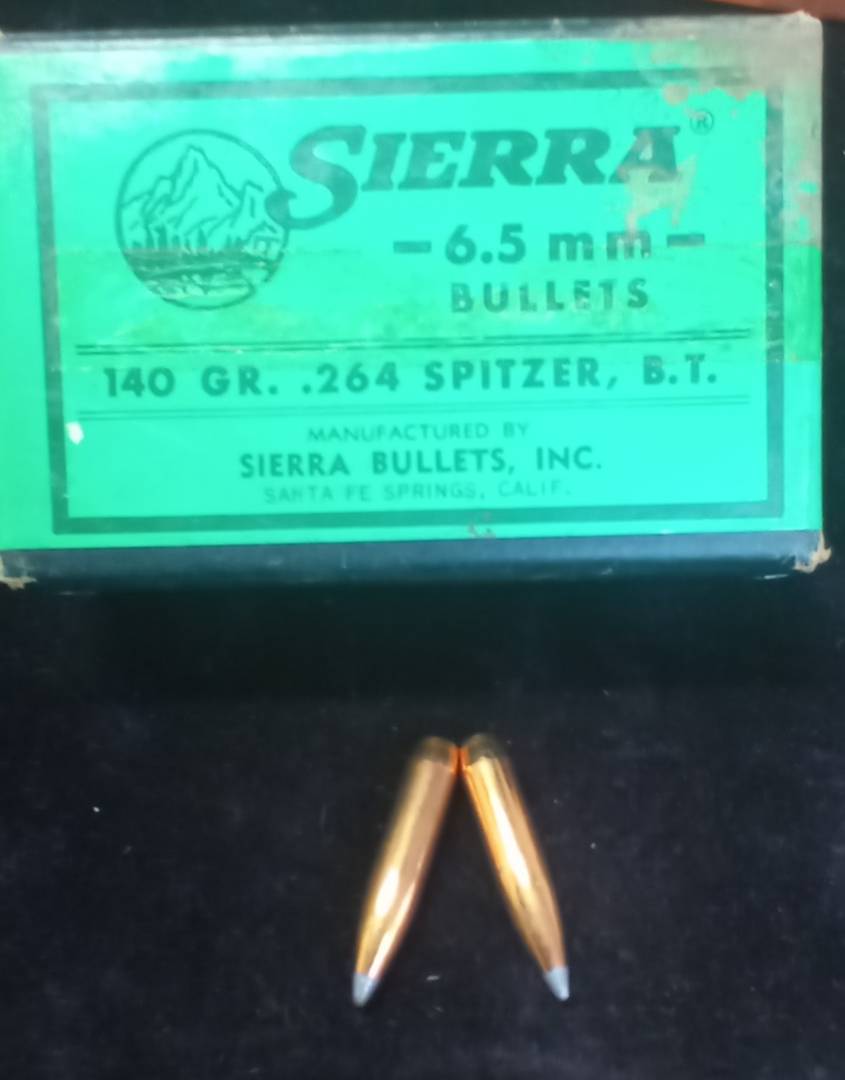 SIERRA®
- 6.5 mm -
BULLETS
140 GR. .264 SPITZER, B.T.
MANUFACTURED BY
SIERRA BULLETS, INC.
SANTA FE SPRINGS, CALIF.